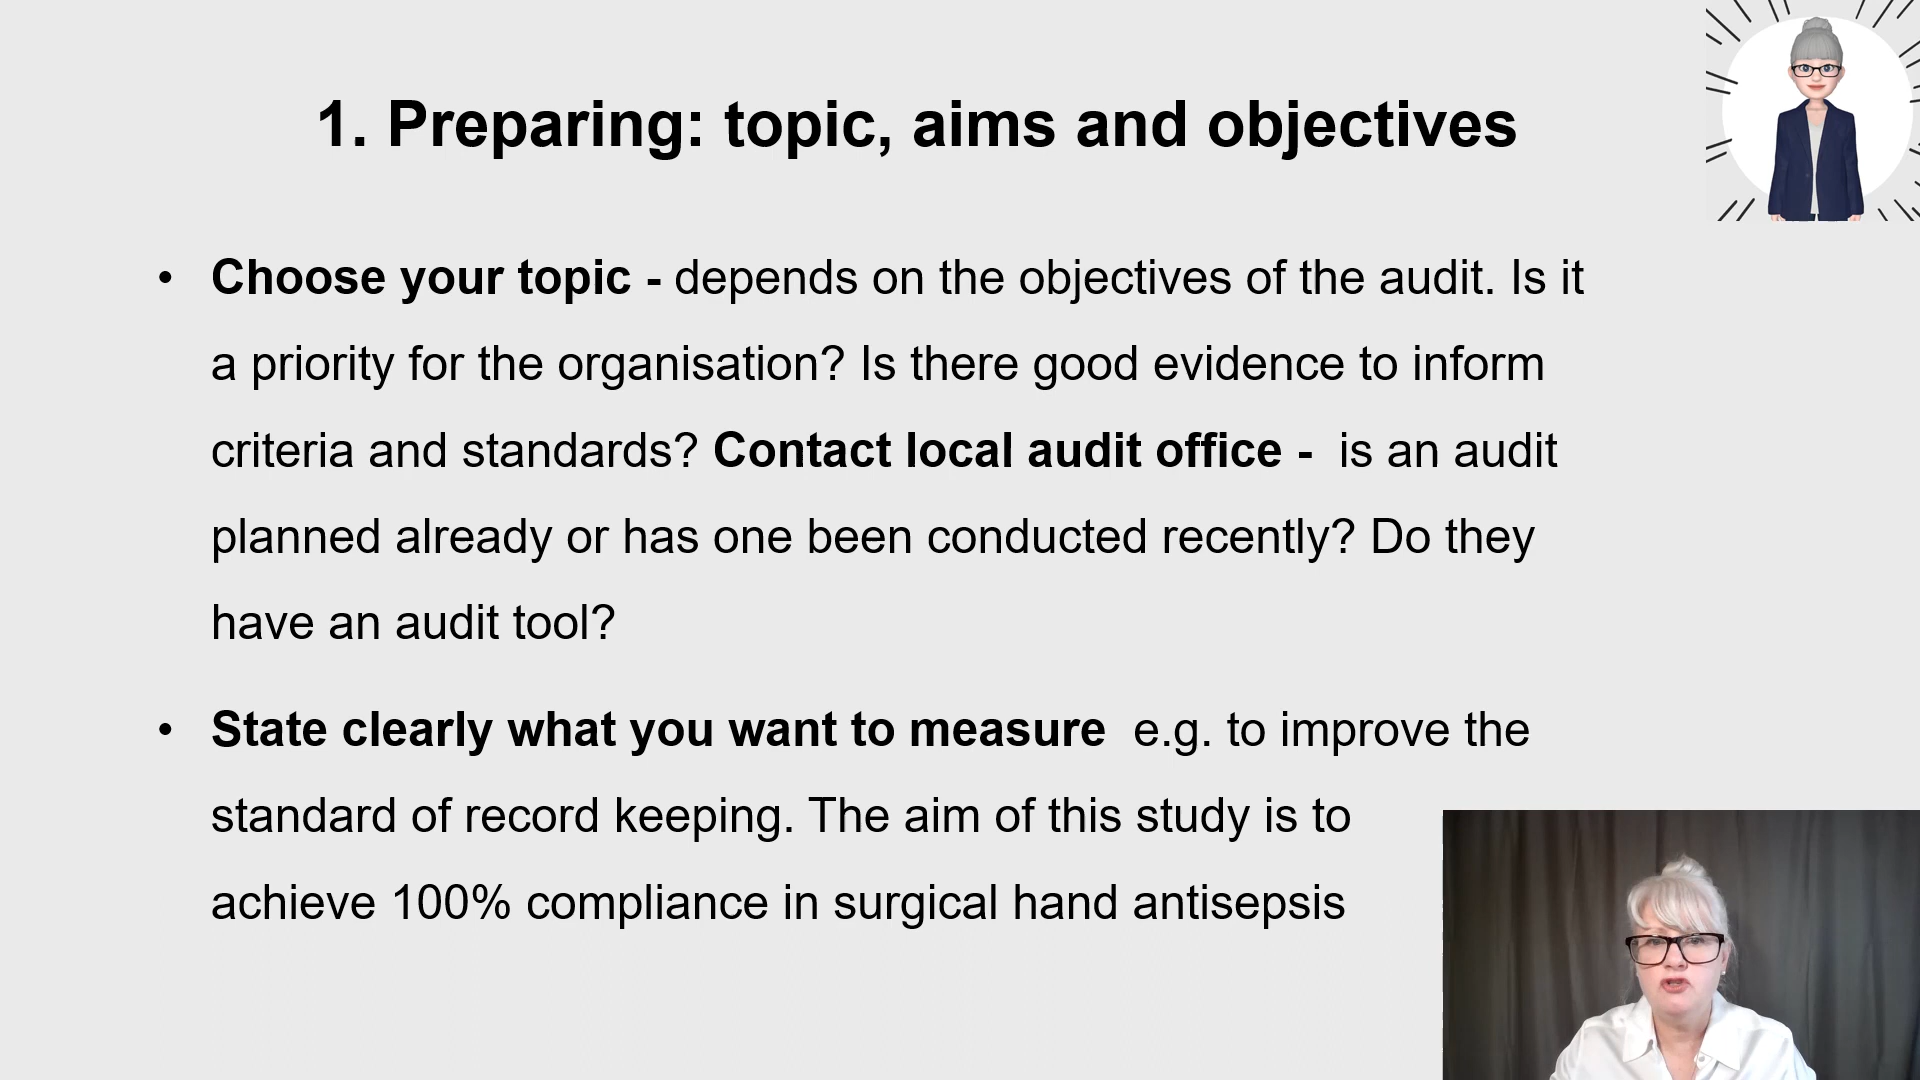 1. Preparing: topic, aims and objectives
• Choose your topic - depends on the objectives of the audit. Is it
a priority for the organisation? Is there good evidence to inform
criteria and standards? Contact local audit office -  is an audit
planned already or has one been conducted recently? Do they
have an audit tool?
• State clearly what you want to measure  e.g. to improve the
standard of record keeping. The aim of this study is to
achieve 100% compliance in surgical hand antisepsis